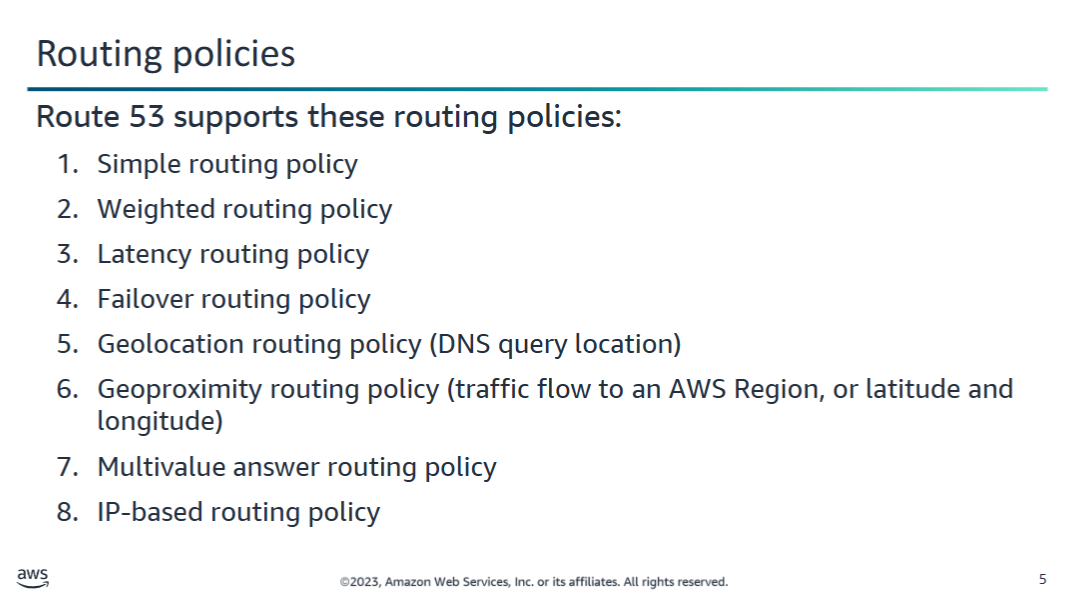 Routing policies
Route 53 supports these routing policies:
1. Simple routing policy
2. Weighted routing policy
3. Latency routing policy
4. Failover routing policy
5. Geolocation routing policy (DNS query location)
6. Geoproximity routing policy (traffic flow to an AWS Region, or latitude and
longitude)
7. Multivalue answer routing policy
8. IP-based routing policy
aws
©2023, Amazon Web Services, Inc. or its affiliates. All rights reserved.
5